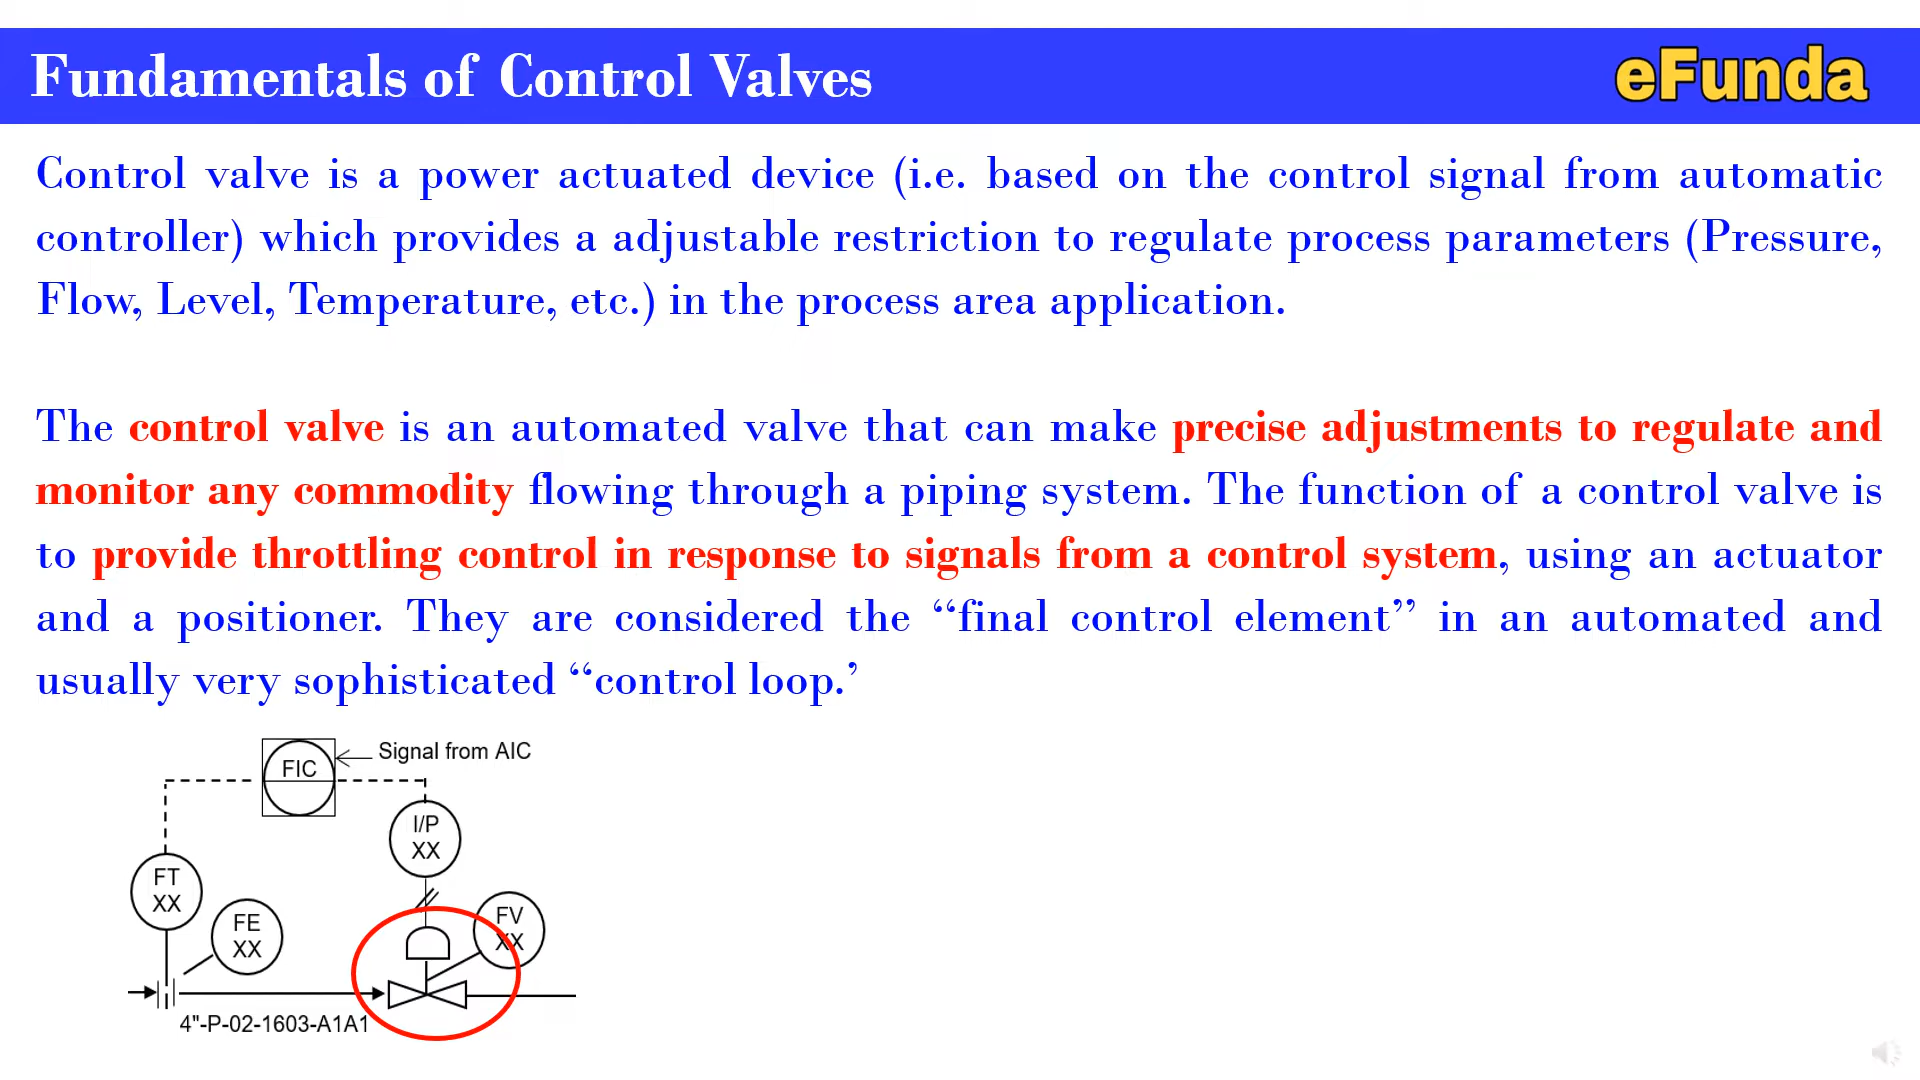 Fundamentals of Control Valves
eFunda
Control valve is a power actuated device (i.e. based on the control signal from automatic
controller) which provides a adjustable restriction to regulate process parameters (Pressure,
Flow, Level, Temperature, etc.) in the process area application.
The control valve is an automated valve that can make precise adjustments to regulate and
monitor any commodity flowing through a piping system. The function of a control valve is
to provide throttling control in response to signals from a control system, using an actuator
and a positioner. They are considered the “final control element” in an automated and
usually very sophisticated “control loop.’
Signal from AIC
FIC
I/P
XX
FT
XX
FE
XX
FV
XX
4"-P-02-1603-A1A1